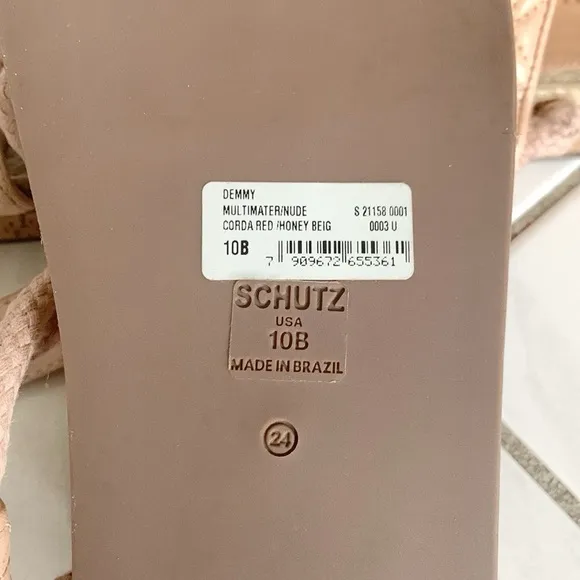 DEMMY
MULTIMATER/NUDE S 21158 0001
CORDA RED /HONEY BEIG 0003 U
10B
7 909672 655361
SCHUTZ
USA
10B
MADE IN BRAZIL
24